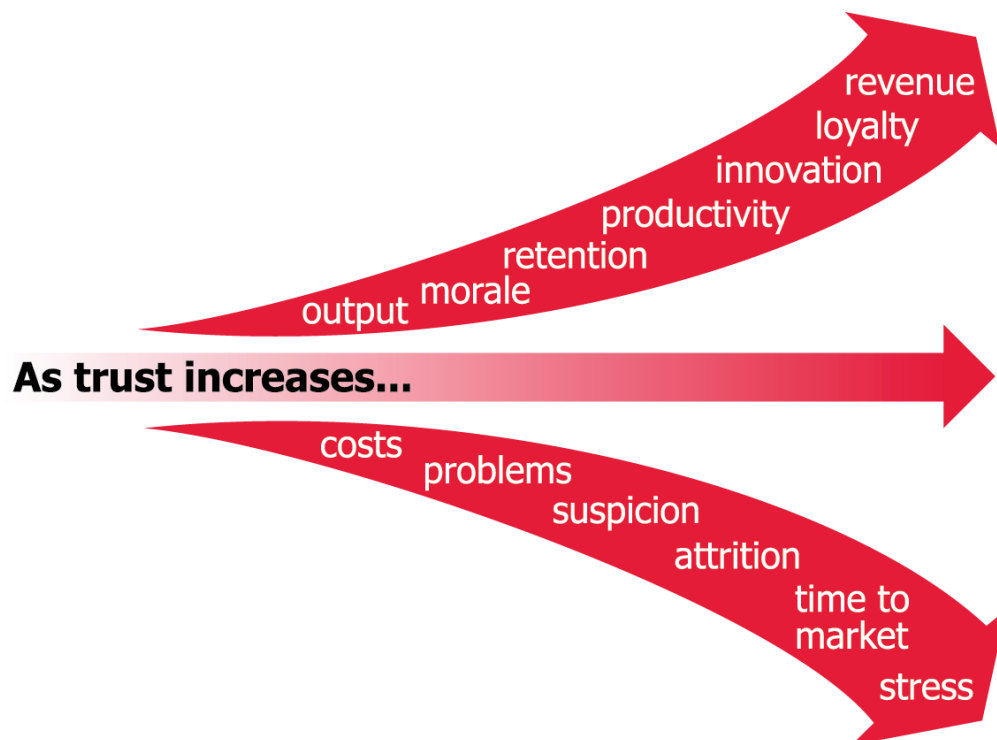 revenue
loyalty
innovation
productivity
retention
morale
output
As trust increases...
costs
problems
suspicion
attrition
time to
market
stress